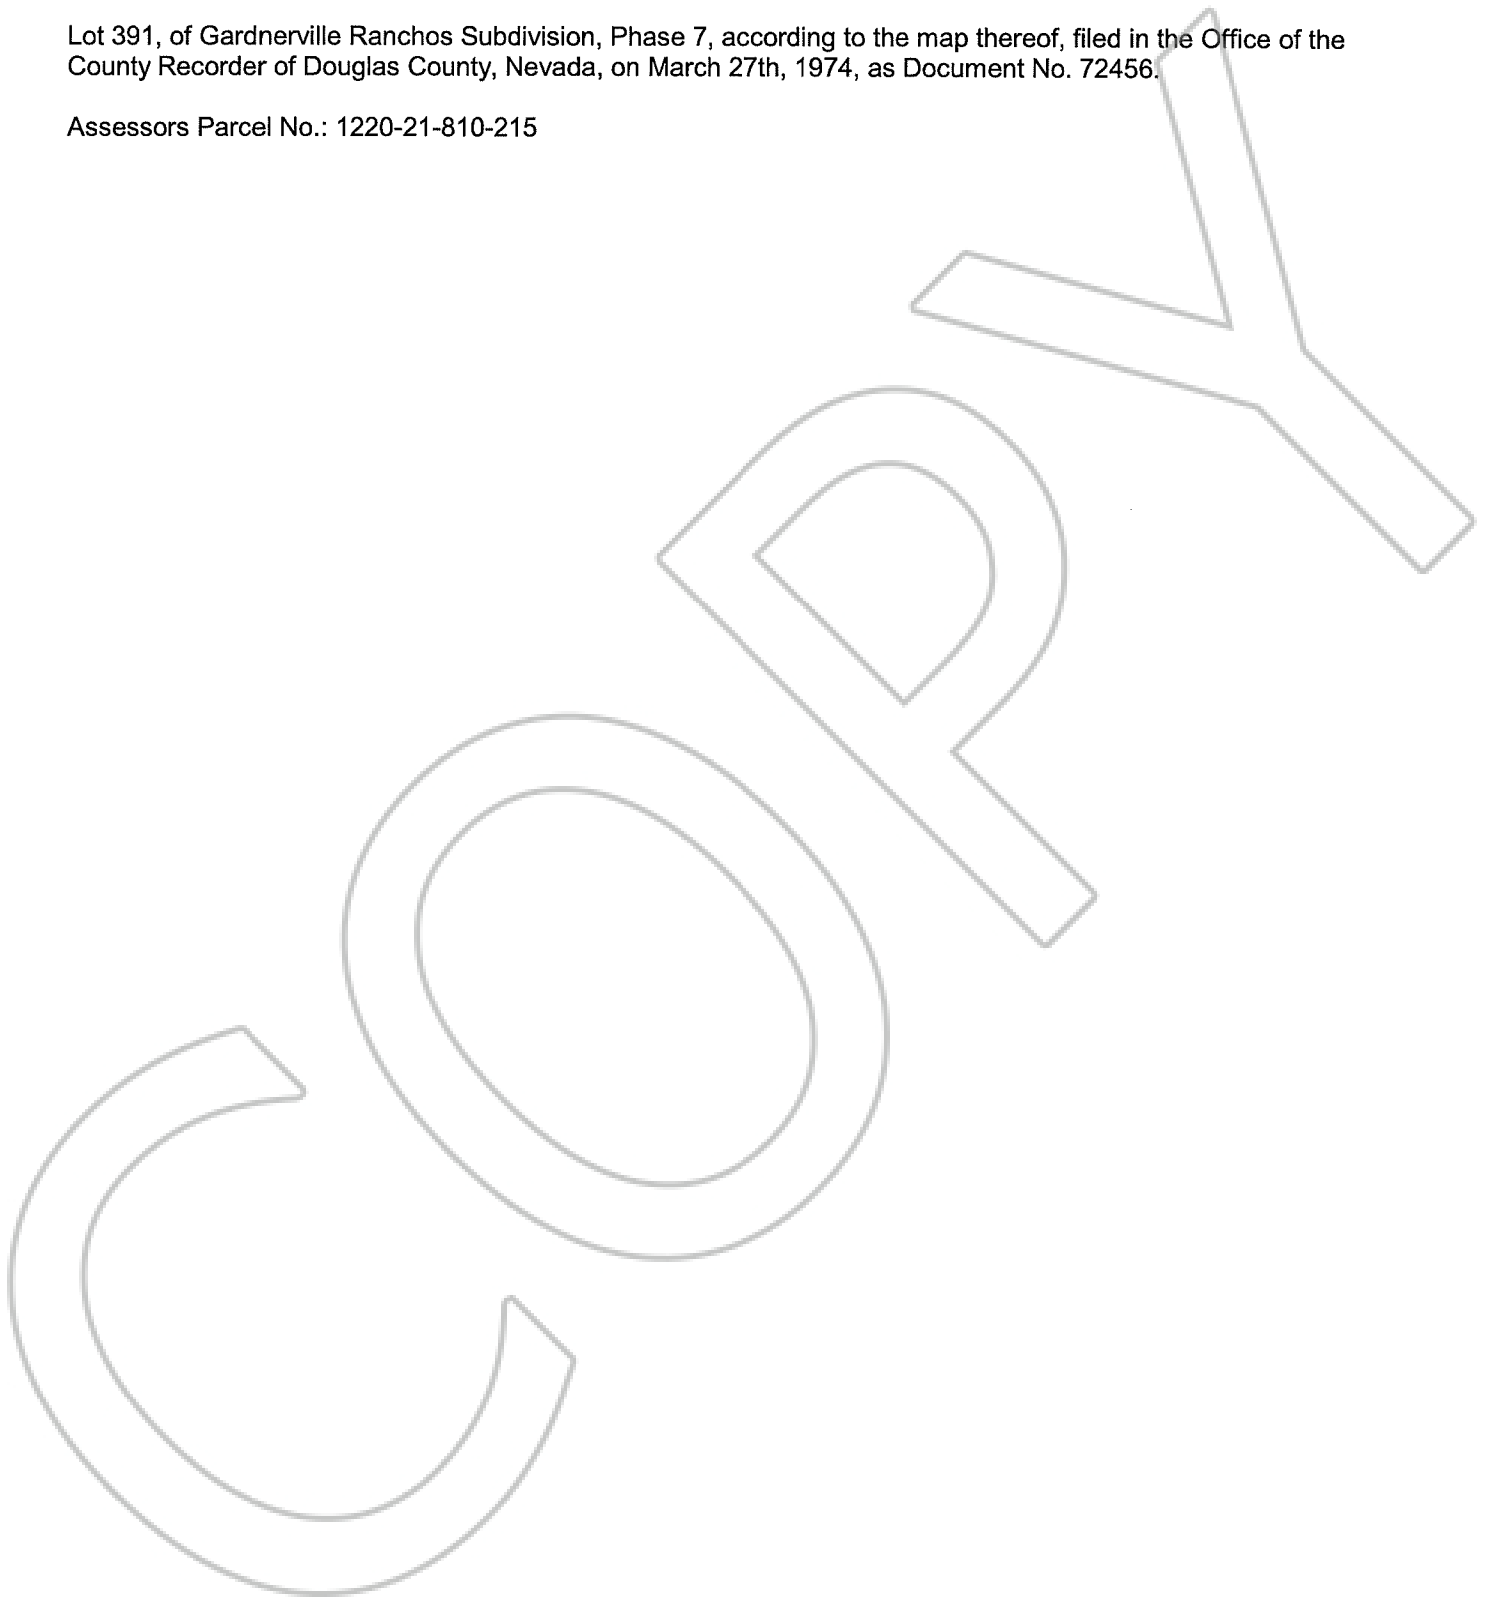 Lot 391, of Gardnerville Ranchos Subdivision, Phase 7, according to the map thereof, filed in the Office of the
County Recorder of Douglas County, Nevada, on March 27th, 1974, as Document No. 72456.
Assessors Parcel No.: 1220-21-810-215
COPY